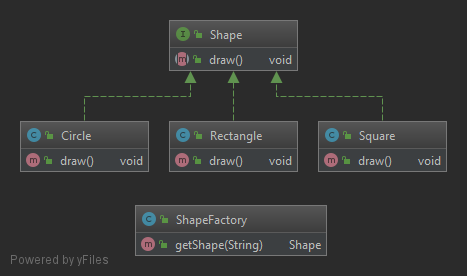 I Shape
m draw() void
C Circle
m draw() void
C Rectangle
m draw() void
C Square
m draw() void
C ShapeFactory
m getShape(String) Shape
Powered by yFiles